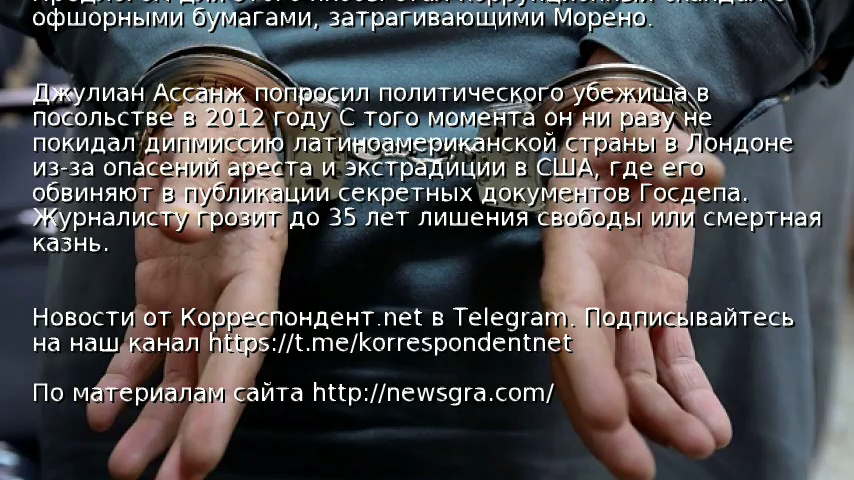 офшорными бумагами, затрагивающими Морено.
Джулиан Ассанж попросил политического убежища в
посольстве в 2012 году С того момента он ни разу не
покидал дипмиссию латиноамериканской страны в Лондоне
из-за опасений ареста и экстрадиции в США, где его
обвиняют в публикации секретных документов Госдепа.
Журналисту грозит до 35 лет лишения свободы или смертная
казнь.
Новости от Корреспондент.net в Telegram. Подписывайтесь
на наш канал https://t.me/korrespondentnet
По материалам сайта http://newsgra.com/